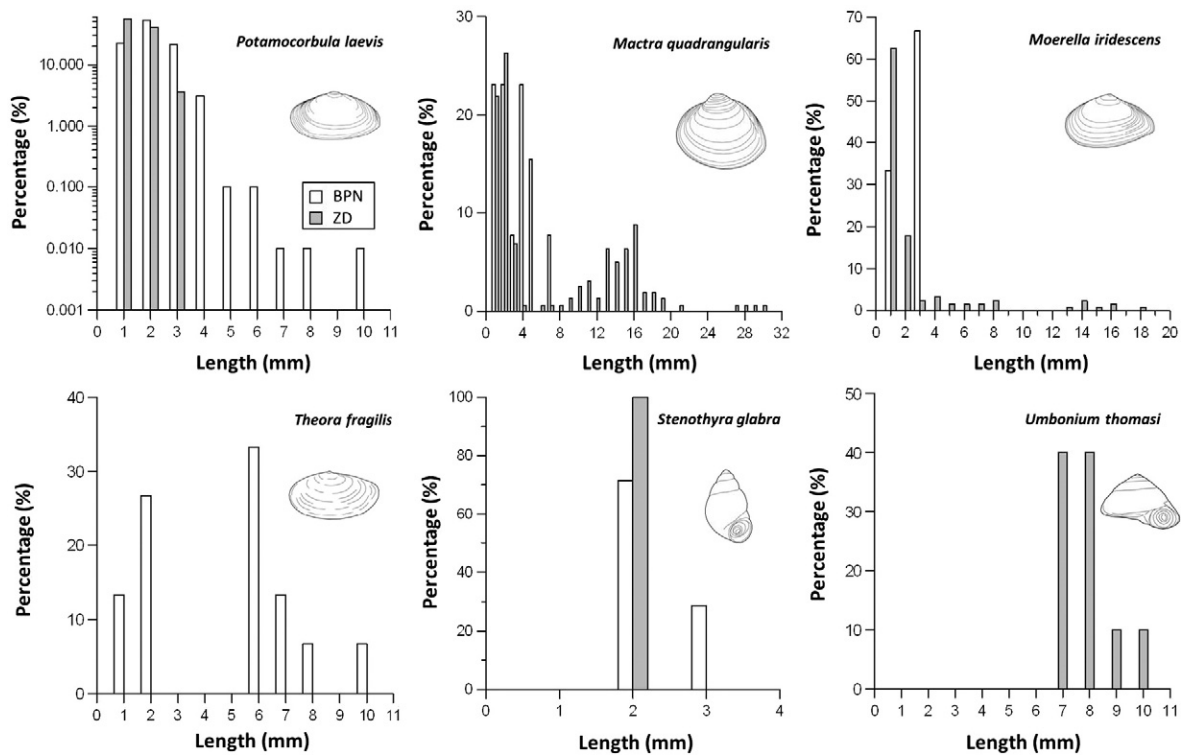 Potamocorbula laevis
Percentage (%)
10.000
1.000
0.100
0.010
0.001
BPN
ZD
0 1 2 3 4 5 6 7 8 9 10 11
Length (mm)
Mactra quadrangularis
Percentage (%)
30
20
10
0
0 4 8 12 16 20 24 28 32
Length (mm)
Moerella iridescens
Percentage (%)
70
60
50
40
30
20
10
0
0 2 4 6 8 10 12 14 16 18 20
Length (mm)
Theora fragilis
Percentage (%)
40
30
20
10
0
0 1 2 3 4 5 6 7 8 9 10 11
Length (mm)
Stenothyra glabra
Percentage (%)
100
80
60
40
20
0
0 1 2 3 4
Length (mm)
Umbonium thomasi
Percentage (%)
50
40
30
20
10
0
0 1 2 3 4 5 6 7 8 9 10 11
Length (mm)